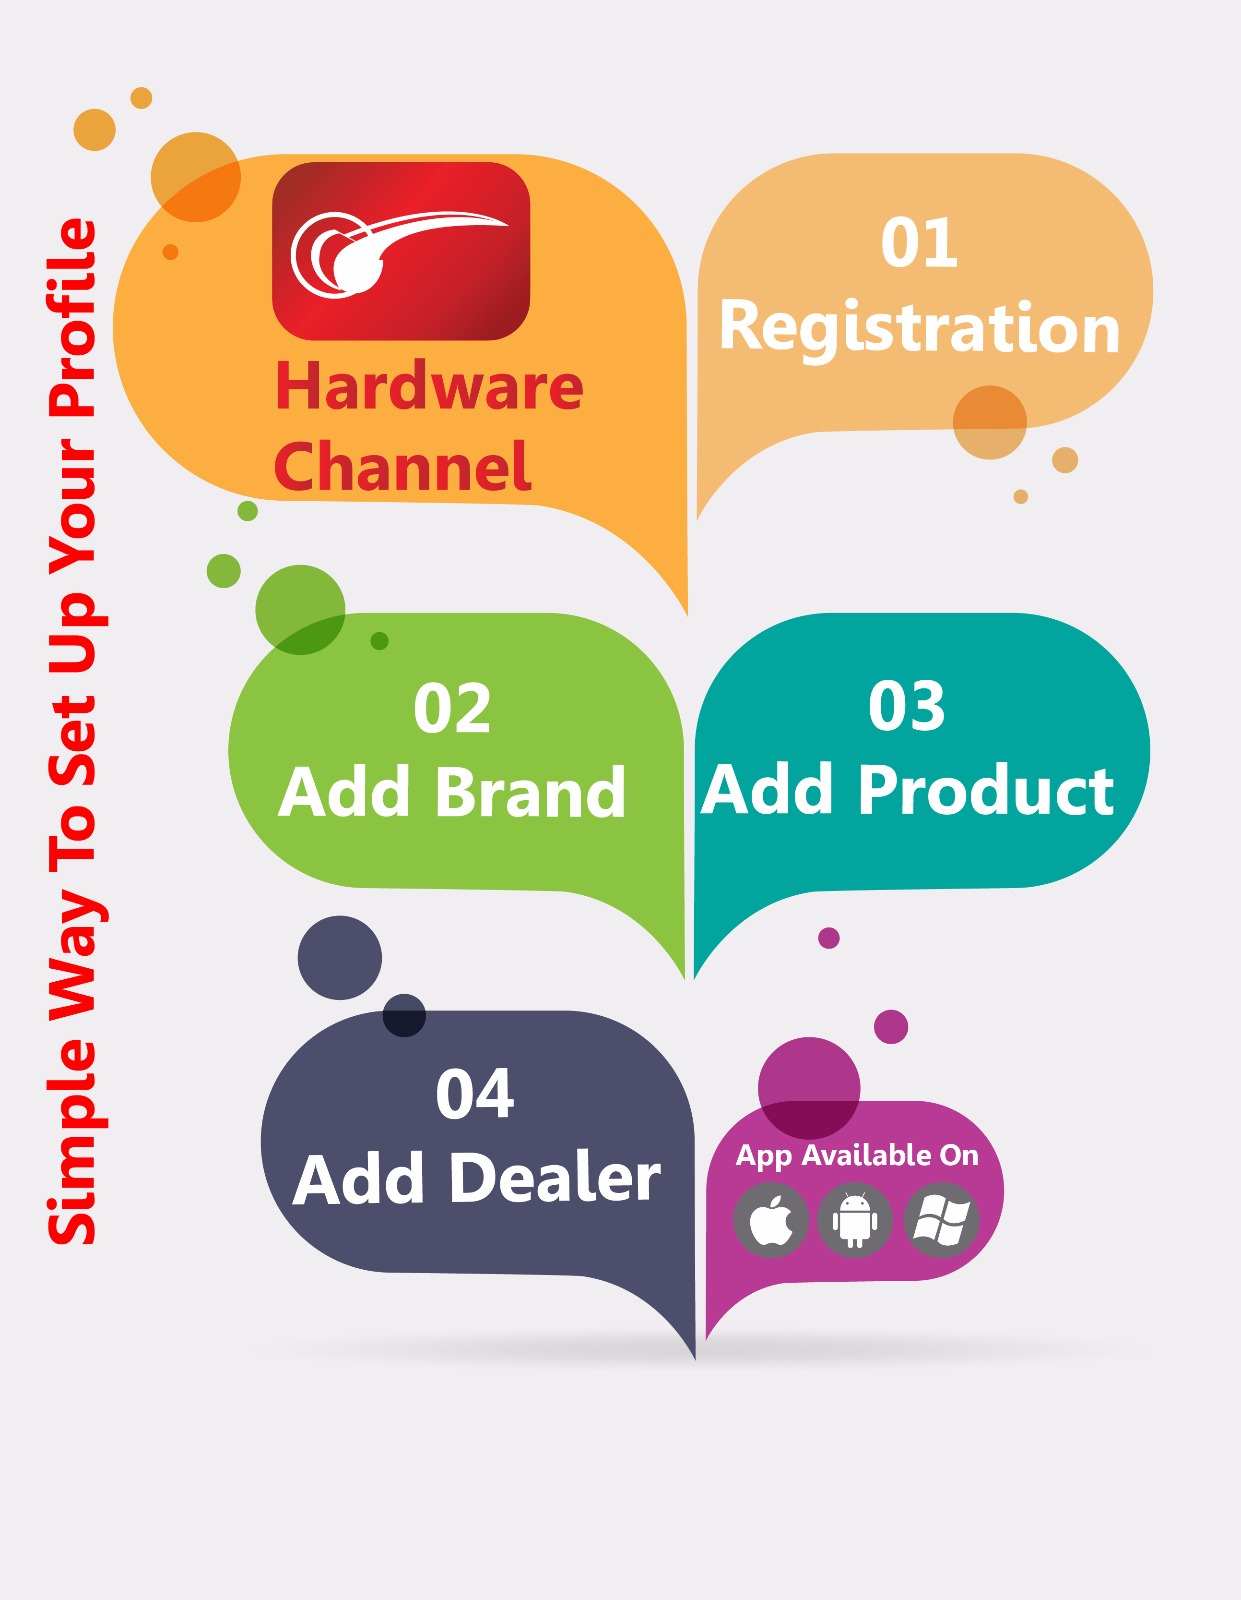 Simple Way To Set Up Your Profile
Hardware
Channel
01
Registration
02
Add Brand
03
Add Product
04
Add Dealer
App Available On